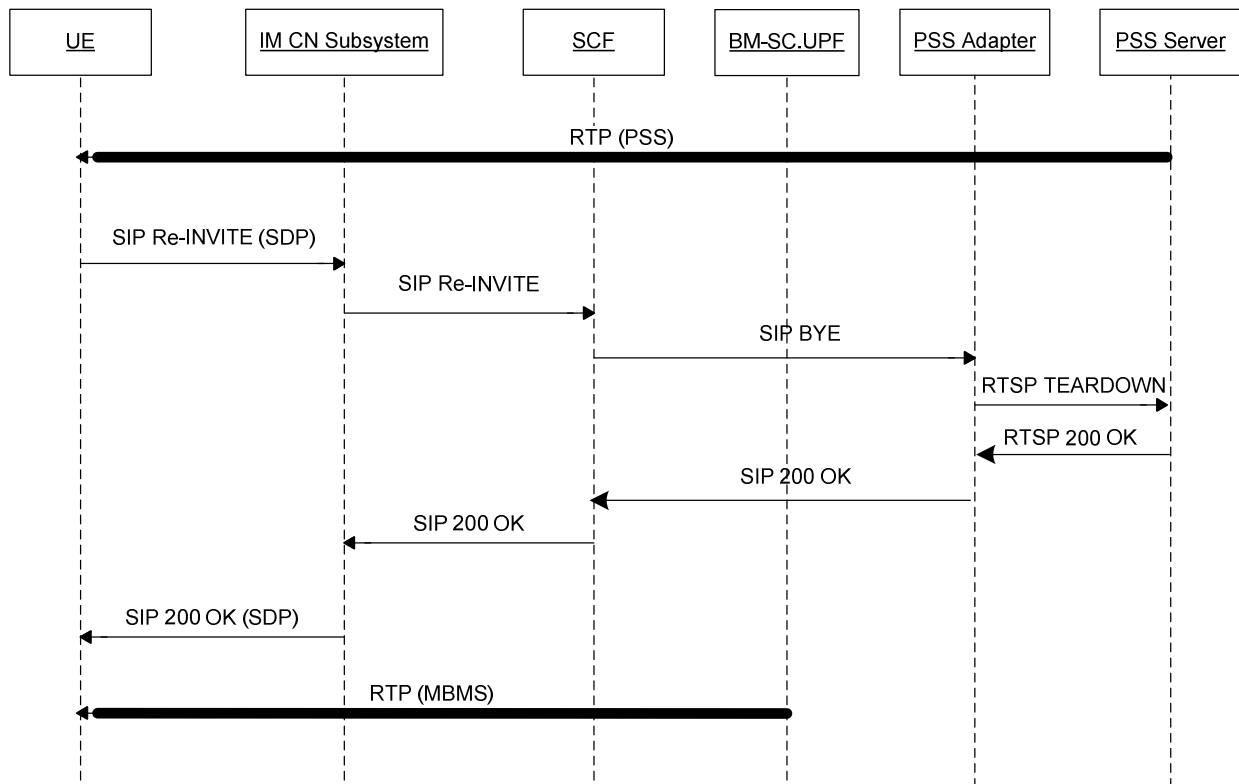 UE
IM CN Subsystem
SCF
BM-SC.UPF
PSS Adapter
PSS Server
RTP (PSS)
SIP Re-INVITE (SDP)
SIP Re-INVITE
SIP BYE
RTSP TEARDOWN
RTSP 200 OK
SIP 200 OK
SIP 200 OK
SIP 200 OK (SDP)
RTP (MBMS)